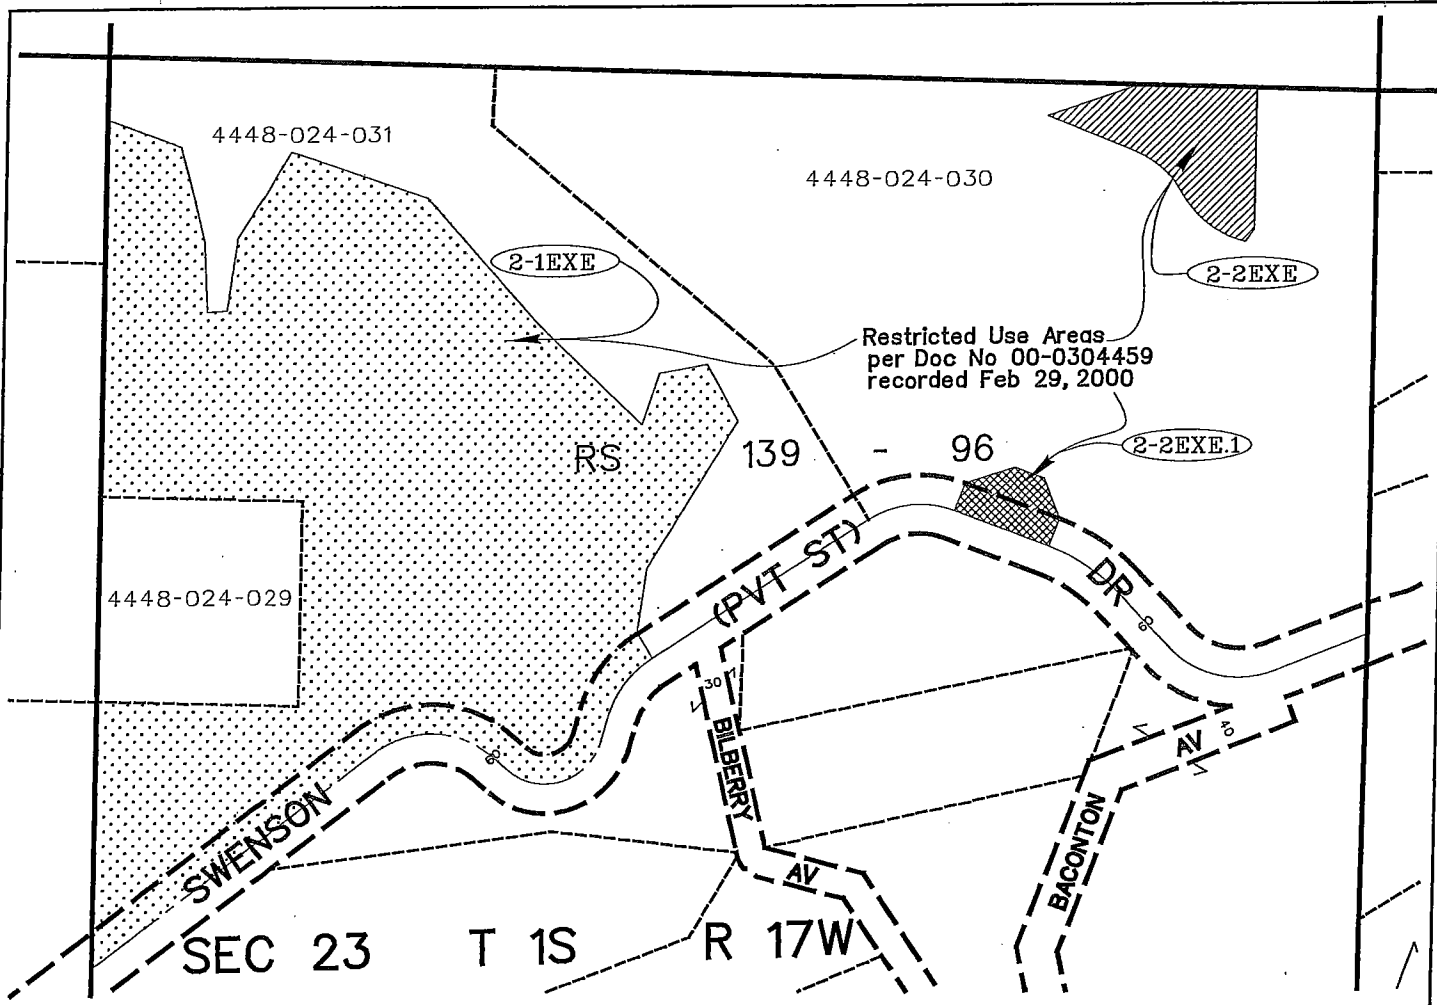 4448-024-031
4448-024-030
2-1EXE
2-2EXE
Restricted Use Areas
per Doc No 00-0304459
recorded Feb 29, 2000
2-2EXE.1
RS 139 - 96
4448-024-029
(PVT ST)
DR
60
30
BILBERRY
AV
40
AV
60
SWENSON
BACONTON
SEC 23 T 1S R 17W